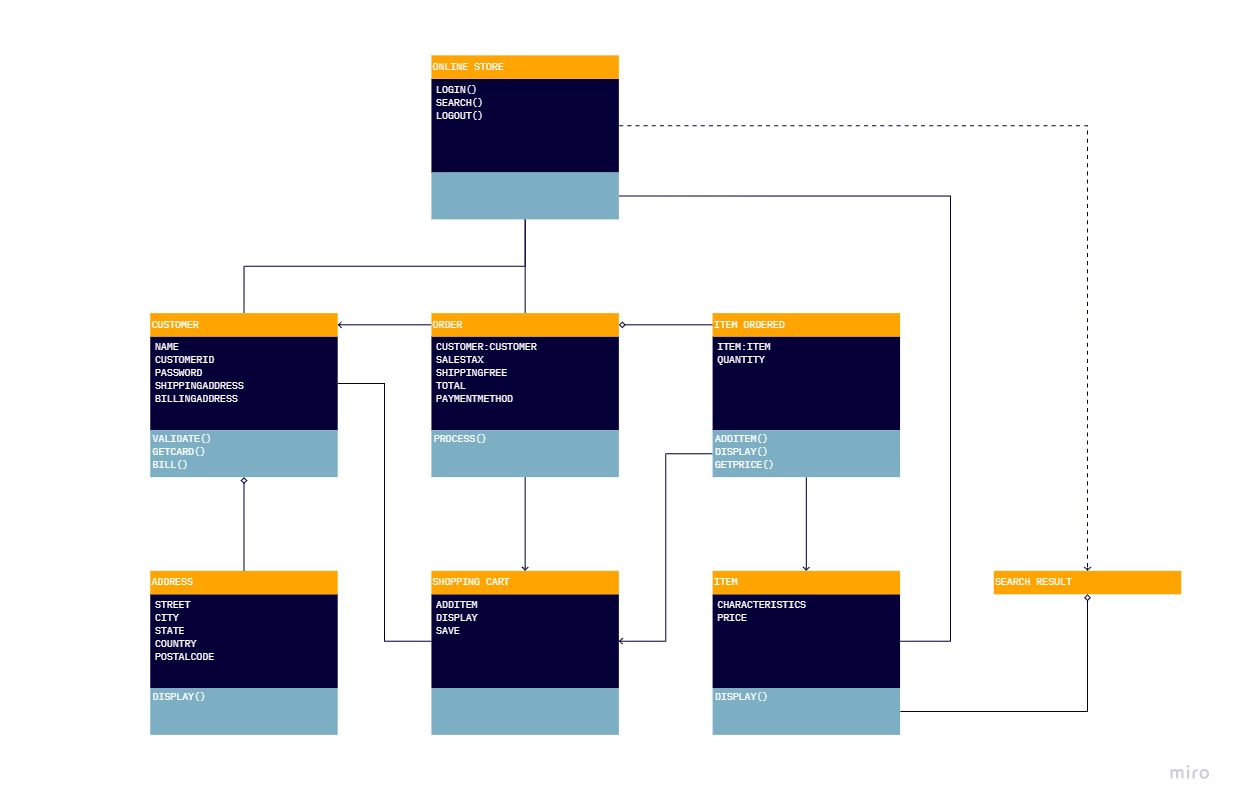 ONLINE STORE
LOGIN()
SEARCH()
LOGOUT()
CUSTOMER
NAME
CUSTOMERID
PASSWORD
SHIPPINGADDRESS
BILLINGADDRESS
VALIDATE()
GETCARD()
BILL()
ORDER
CUSTOMER:CUSTOMER
SALESTAX
SHIPPINGFREE
TOTAL
PAYMENTMETHOD
PROCESS()
ITEM ORDERED
ITEM:ITEM
QUANTITY
ADDITEM()
DISPLAY()
GETPRICE()
ADDRESS
STREET
CITY
STATE
COUNTRY
POSTALCODE
DISPLAY()
SHOPPING CART
ADDITEM
DISPLAY
SAVE
ITEM
CHARACTERISTICS
PRICE
DISPLAY()
SEARCH RESULT
miro